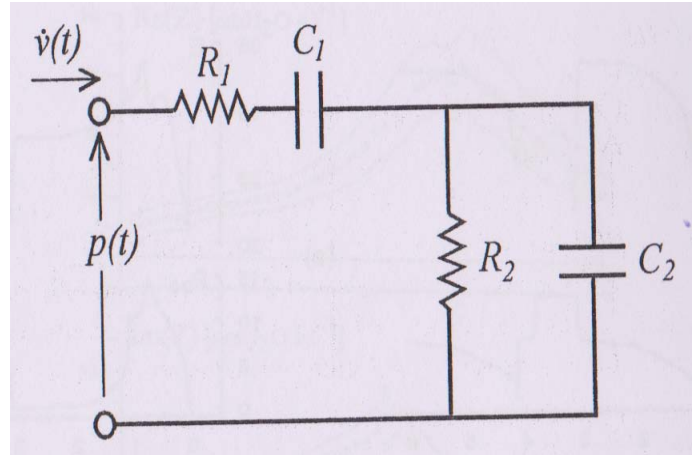 v̇(t)
R₁
C₁
p(t)
R₂
C₂